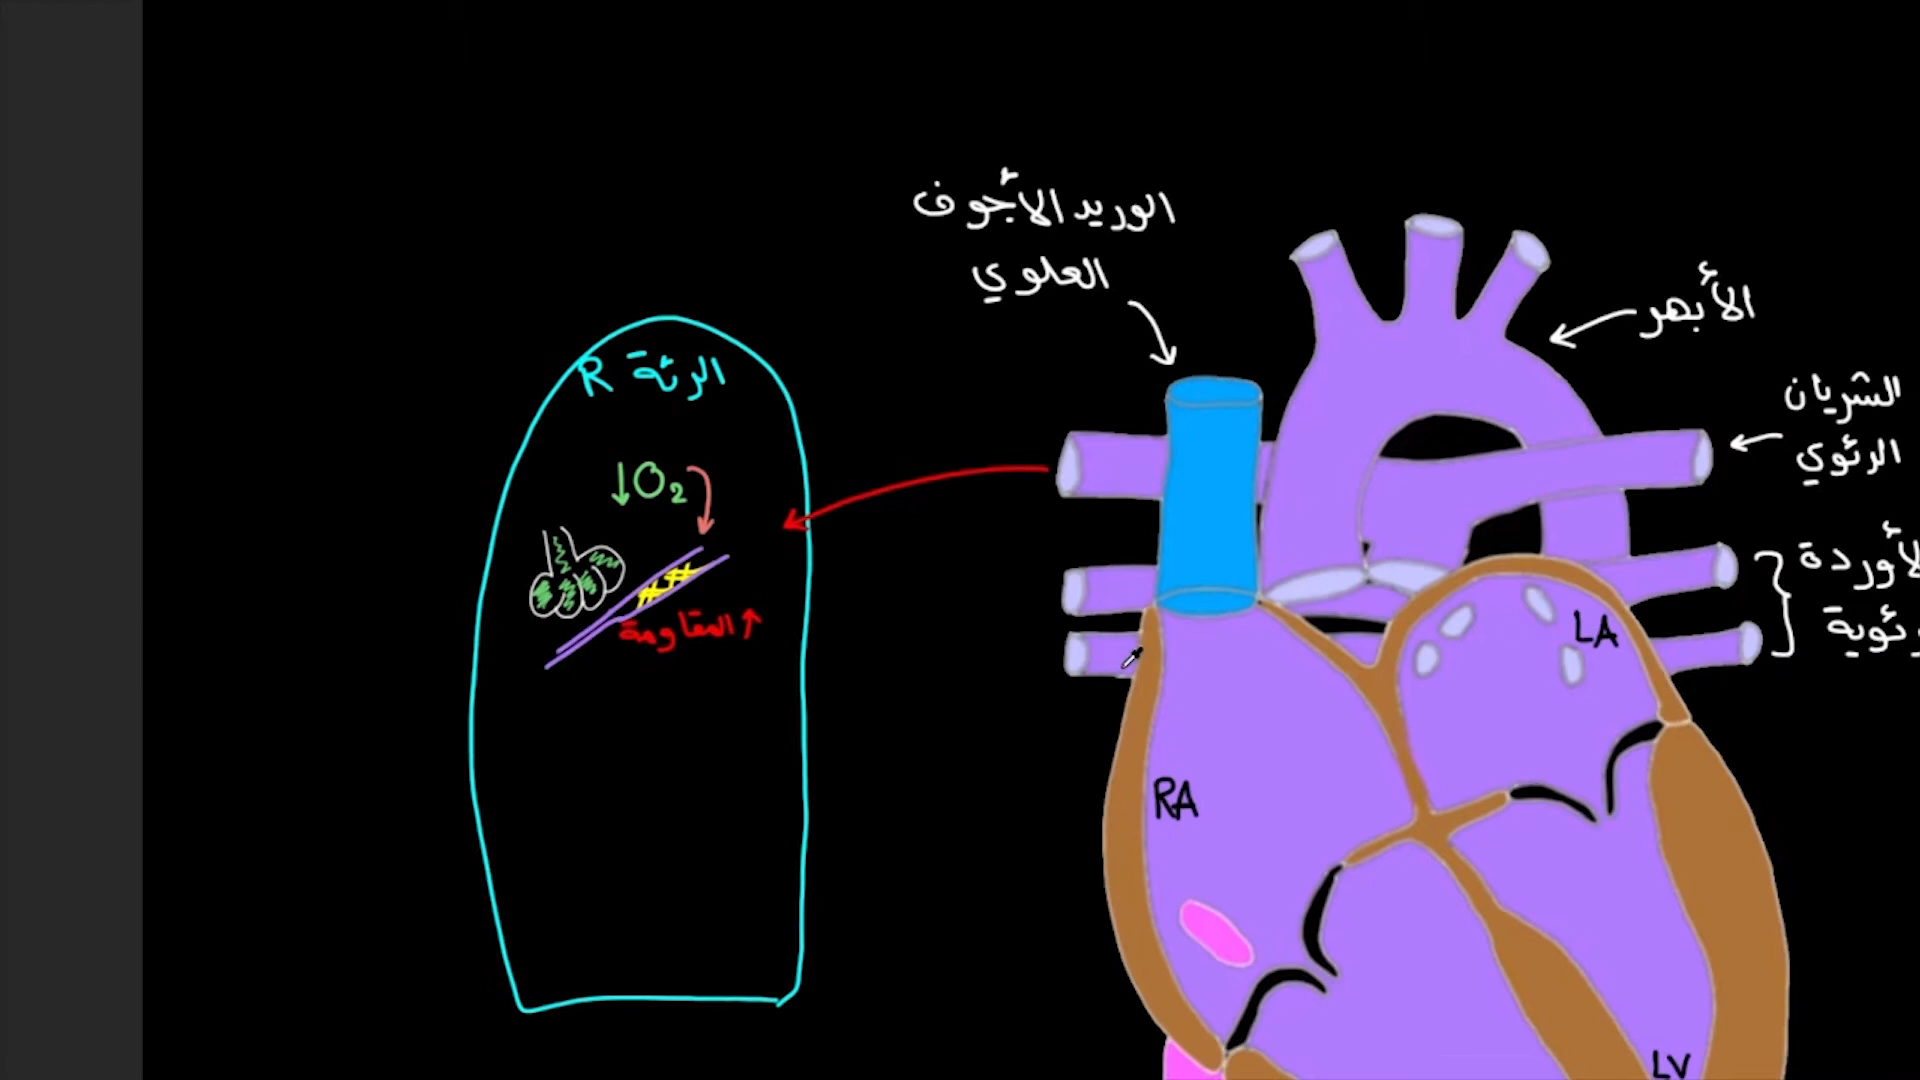 الوريد الأجوف
العلوي
الأبهر
الشريان
الرئوي
الرئة R
↓O₂
المقاومة ↑
LA
RA
LV